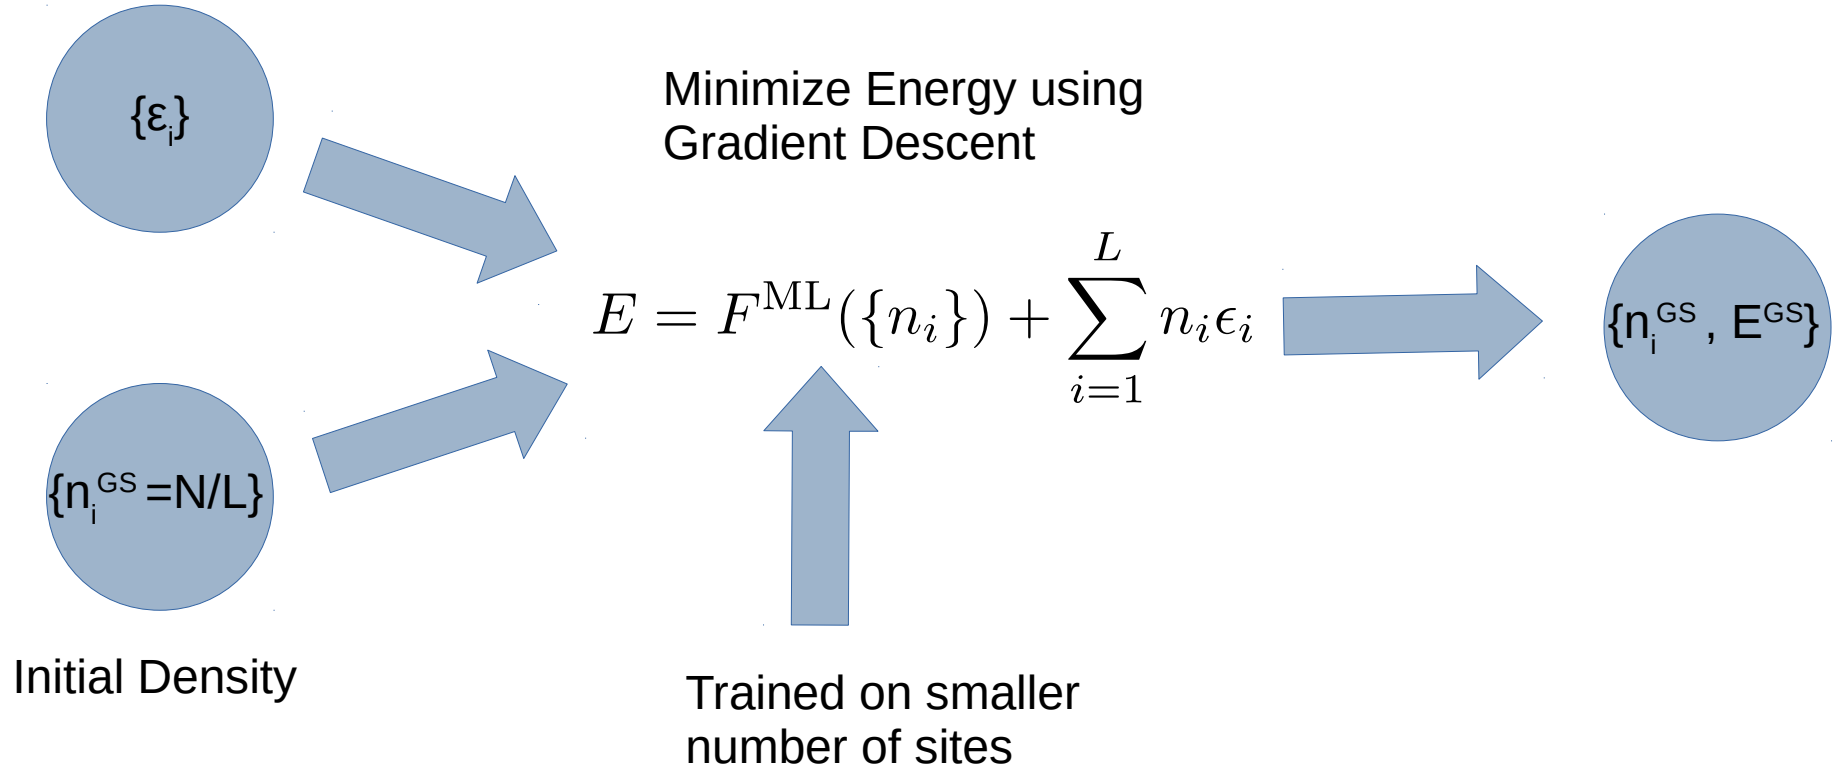 {ε_i}
Minimize Energy using
Gradient Descent
E = F^ML({n_i}) + ∑_{i=1}^{L} n_i ϵ_i
{n_i^GS , E^GS}
{n_i^GS =N/L}
Initial Density
Trained on smaller
number of sites